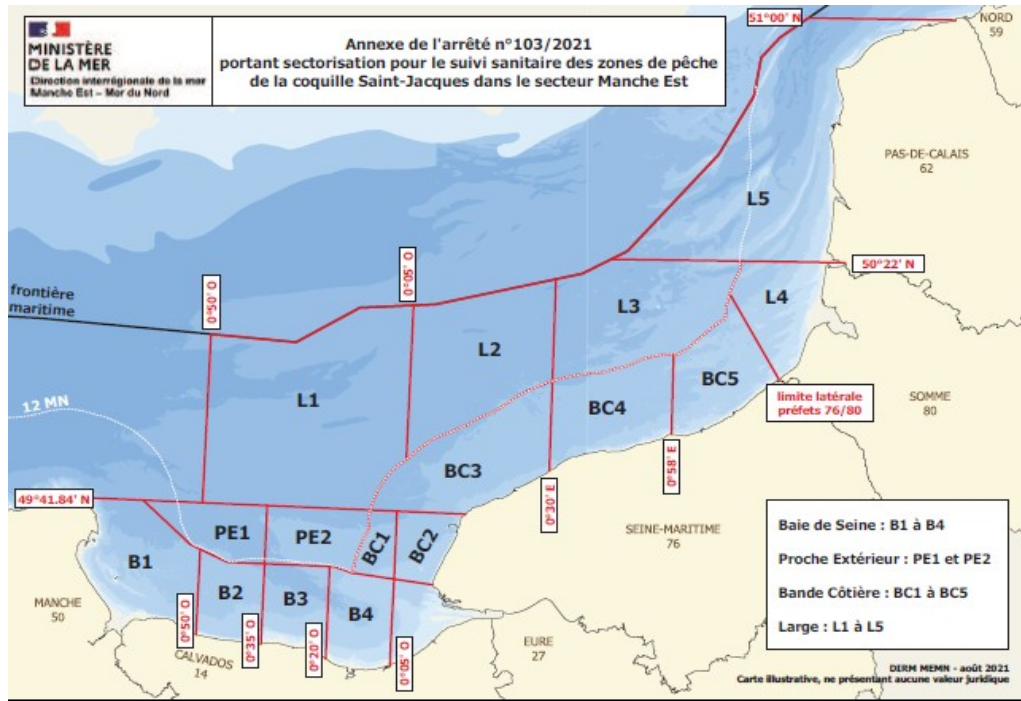 MINISTÈRE
DE LA MER
Direction interrégionale de la mer
Manche Est – Mer du Nord
Annexe de l'arrêté n°103/2021
portant sectorisation pour le suivi sanitaire des zones de pêche
de la coquille Saint-Jacques dans le secteur Manche Est
51°00' N
NORD
59
PAS-DE-CALAIS
62
L5
50°22' N
0°50' O
0°05' O
frontière
maritime
L3
L4
L2
L1
BC5
BC4
12 MN
limite latérale
préfets 76/80
SOMME
80
BC3
0°58' E
0°30' E
49°41.84' N
PE1
PE2
BC1
BC2
SEINE-MARITIME
76
B1
B2
B3
B4
MANCHE
50
0°50' O
0°35' O
0°20' O
0°05' O
CALVADOS
14
EURE
27
Baie de Seine : B1 à B4
Proche Extérieur : PE1 et PE2
Bande Côtière : BC1 à BC5
Large : L1 à L5
DIRM MEMN - août 2021
Carte illustrative, ne présentant aucune valeur juridique